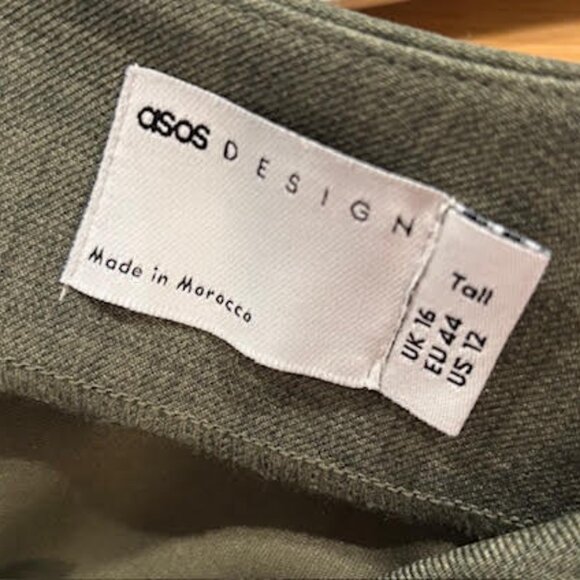 asos DESIGN
Made in Morocco
Tall
UK 16
EU 44
US 12